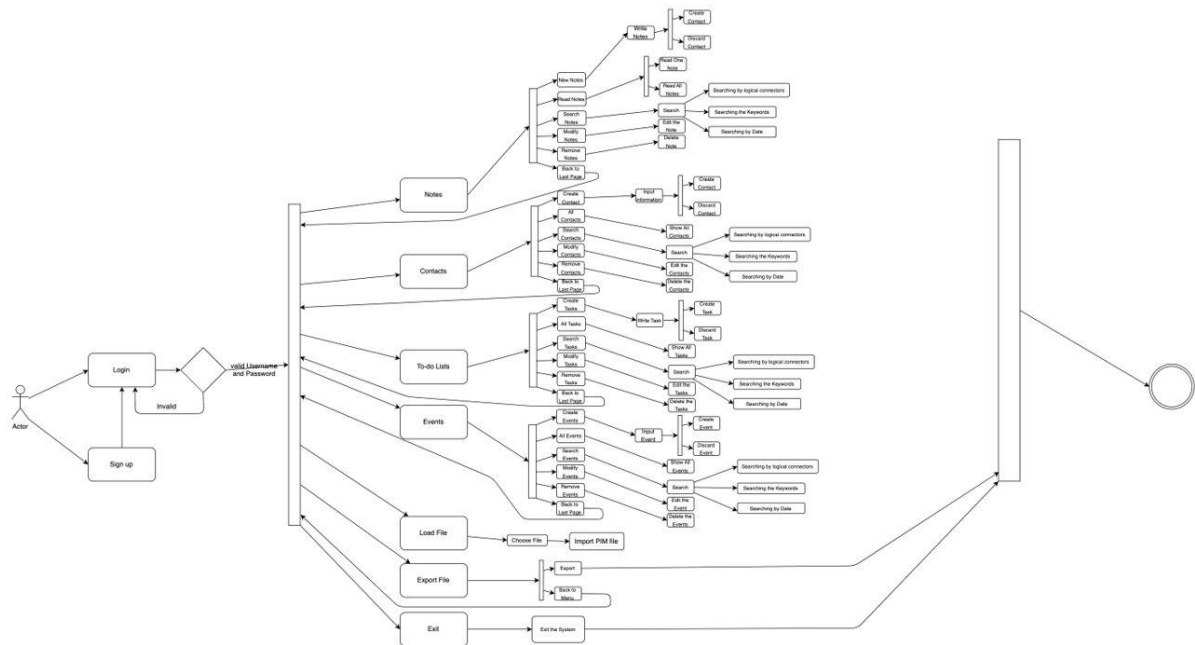 Create
Contact
Write
Notes
Discard
Contact
Read One
Note
New Notes
Read All
Notes
Searching by logical connectors
Read Notes
Search
Notes
Search
Searching the Keywords
Modify
Notes
Edit the
Note
Searching by Date
Remove
Notes
Delete
Note
Back to
Last Page
Notes
Create
Contact
Input
Information
Create
Contact
Discard
Contact
All
Contacts
Show All
Contacts
Search
Contacts
Searching by logical connectors
Modify
Contacts
Search
Searching the Keywords
Contacts
Remove
Contacts
Edit the
Contacts
Searching by Date
Back to
Last Page
Delete the
Contacts
Create
Tasks
Write Task
Create
Task
Discard
Task
All Tasks
Show All
Tasks
Search
Tasks
Searching by logical connectors
To-do Lists
Modify
Tasks
Search
Searching the Keywords
Remove
Tasks
Edit the
Tasks
Searching by Date
Back to
Last Page
Delete the
Tasks
Login
valid Username
and Password
Invalid
Actor
Sign up
Events
Create
Events
Input
Event
Create
Event
Discard
Event
All Events
Show All
Events
Search
Events
Searching by logical connectors
Modify
Events
Search
Searching the Keywords
Remove
Events
Edit the
Event
Searching by Date
Back to
Last Page
Delete the
Events
Load File
Choose File
Import PIM file
Export File
Export
Back to
Menu
Exit
Exit the System